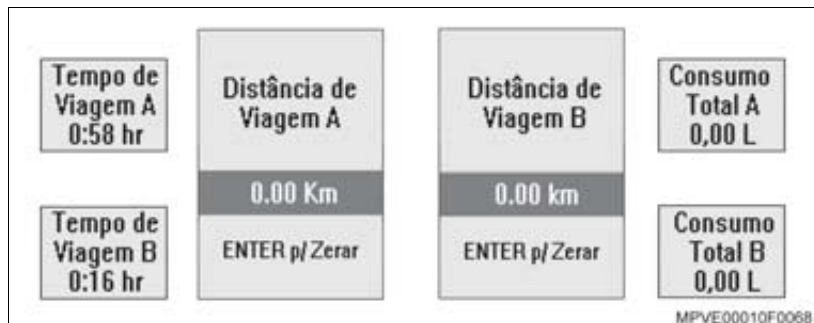 Tempo de
Viagem A
0:58 hr
Tempo de
Viagem B
0:16 hr
Distância de
Viagem A
0.00 Km
ENTER p/ Zerar
Distância de
Viagem B
0.00 km
ENTER p/ Zerar
Consumo
Total A
0,00 L
Consumo
Total B
0,00 L
MPVE00010F0068